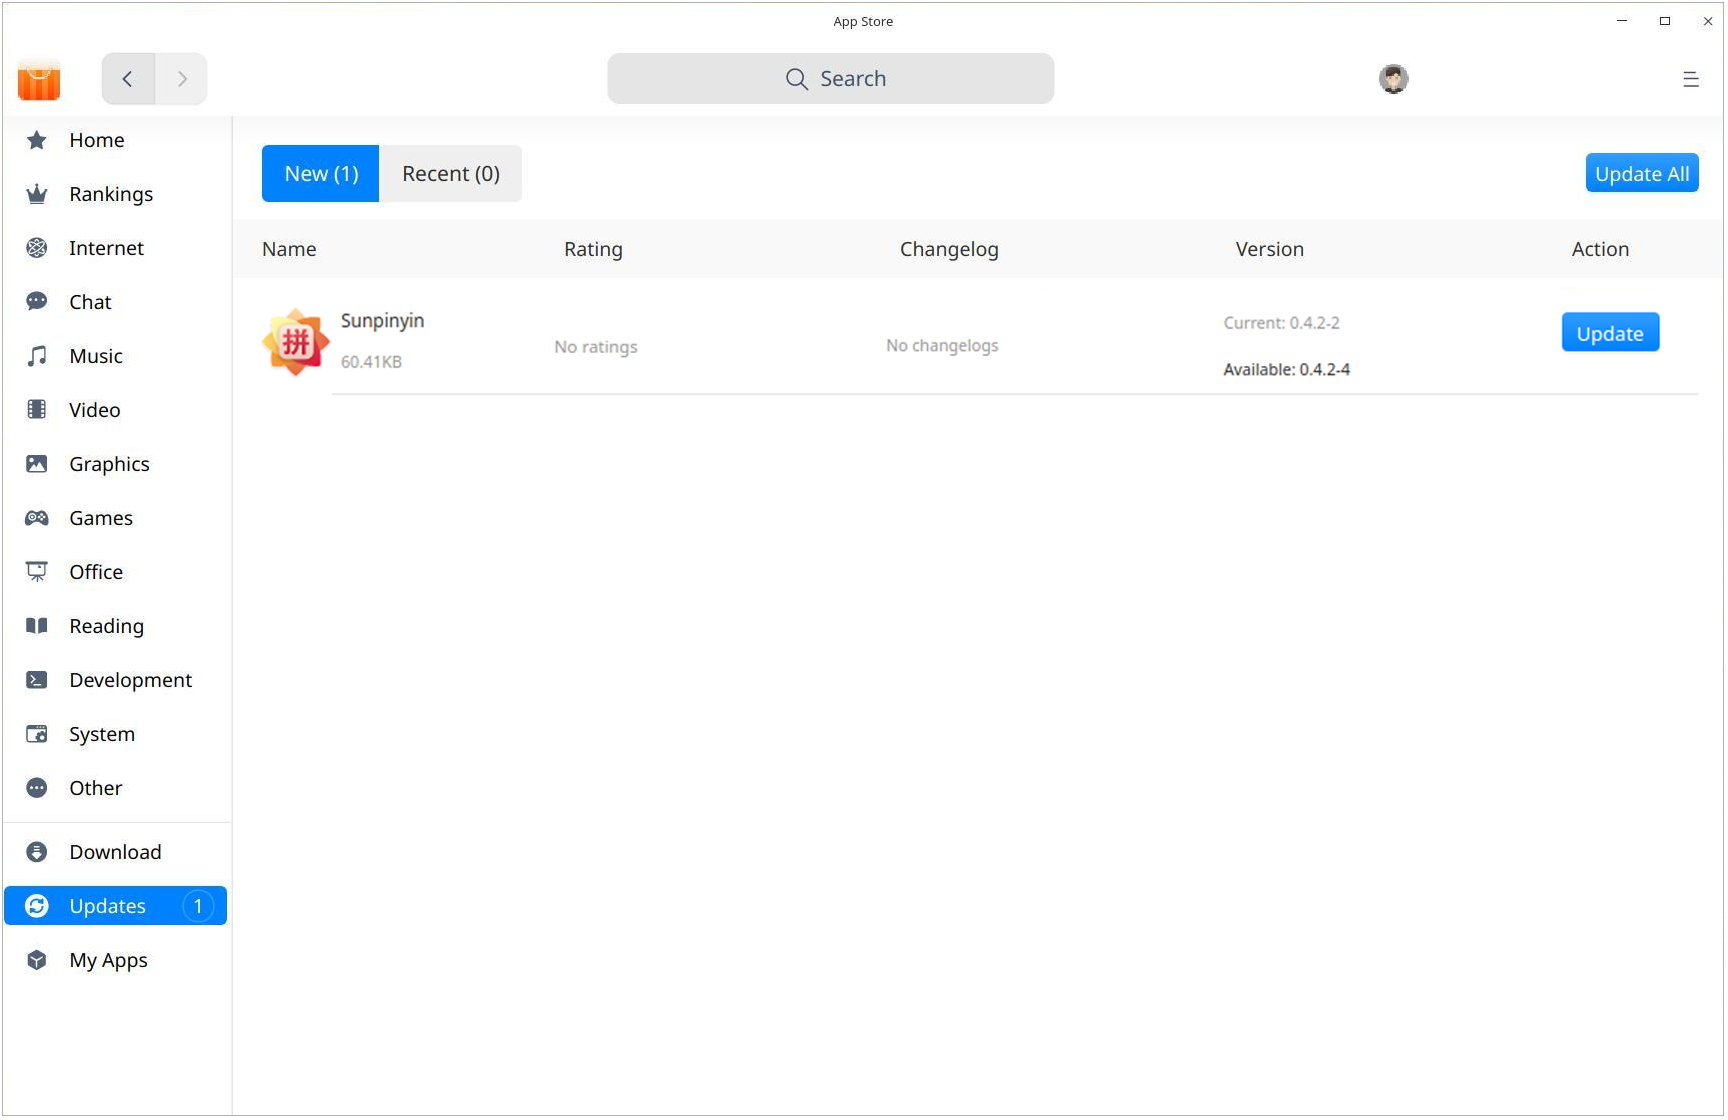 App Store
Search
Home
Rankings
Internet
Chat
Music
Video
Graphics
Games
Office
Reading
Development
System
Other
Download
Updates 1
My Apps
New (1) Recent (0) Update All
Name Rating Changelog Version Action
拼
Sunpinyin
60.41KB
No ratings
No changelogs
Current: 0.4.2-2
Available: 0.4.2-4
Update